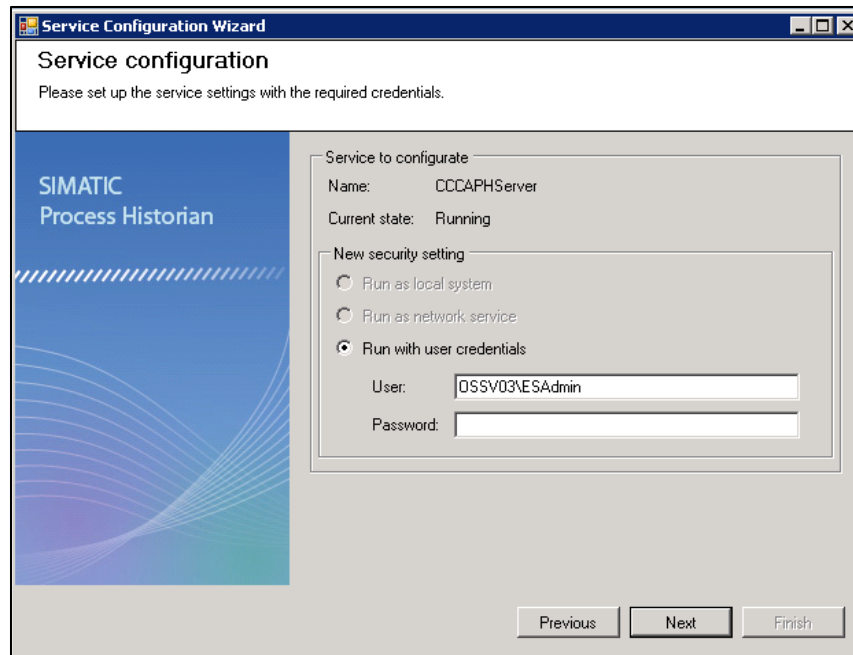 Service Configuration Wizard
Service configuration
Please set up the service settings with the required credentials.
SIMATIC
Process Historian
Service to configurate
Name: CCCAPHServer
Current state: Running
New security setting
Run as local system
Run as network service
Run with user credentials
User: OSSV03\ESAdmin
Password:
Previous Next Finish